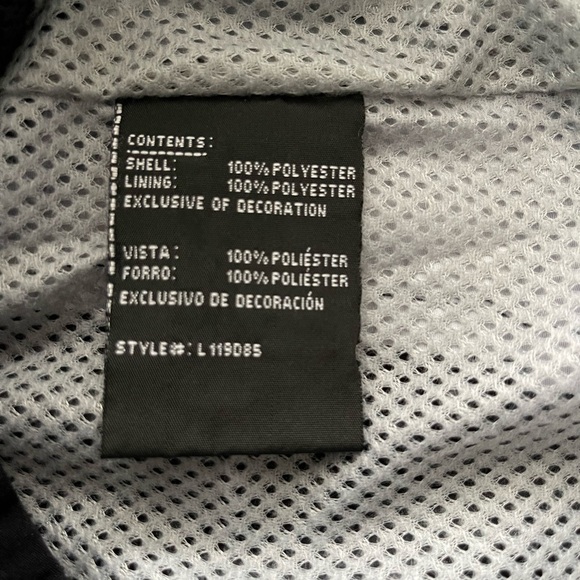 CONTENTS:
SHELL: 100% POLYESTER
LINING: 100% POLYESTER
EXCLUSIVE OF DECORATION
VISTA: 100% POLIÉSTER
FORRO: 100% POLIÉSTER
EXCLUSIVO DE DECORACIÓN
STYLE#: L119D85